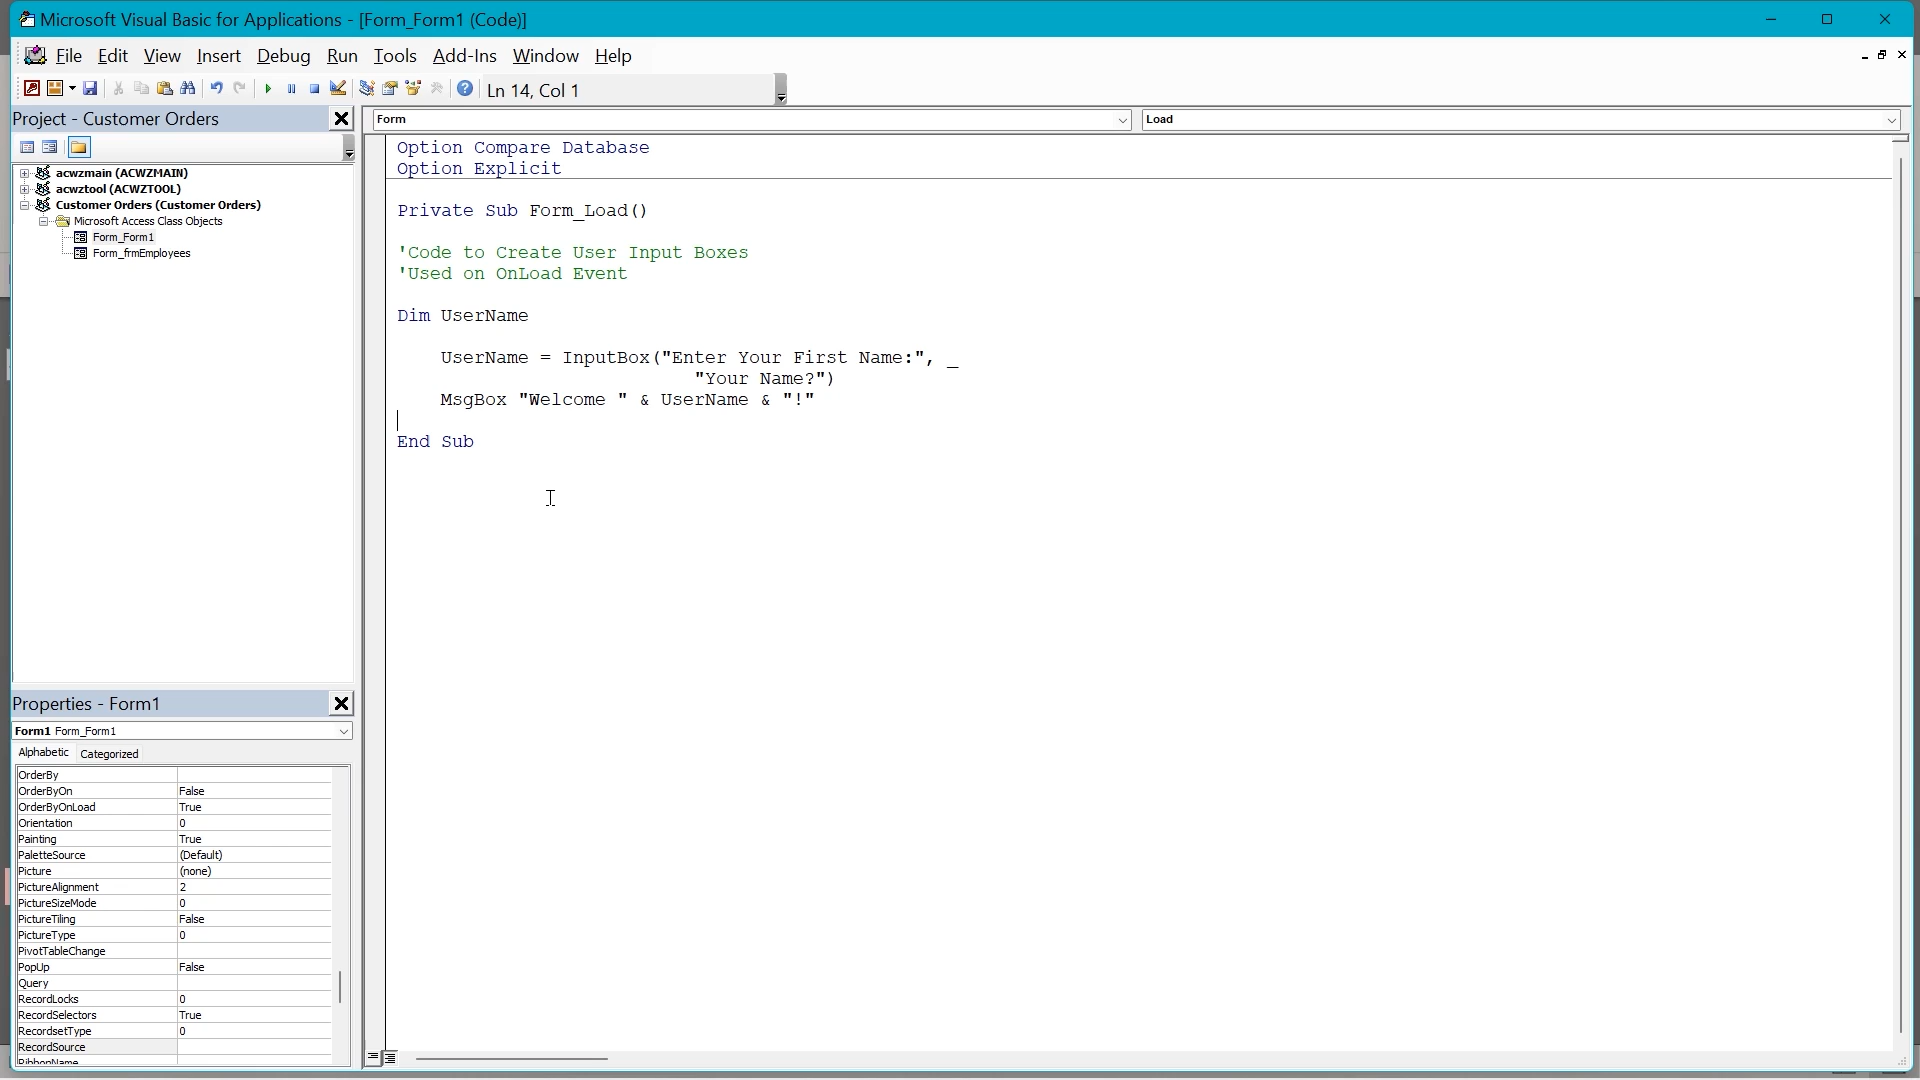 Microsoft Visual Basic for Applications - [Form_Form1 (Code)]
File Edit View Insert Debug Run Tools Add-Ins Window Help
Ln 14, Col 1
Project - Customer Orders
acwzmain (ACWZMAIN)
acwztool (ACWZTOOL)
Customer Orders (Customer Orders)
Microsoft Access Class Objects
Form_Form1
Form_frmEmployees
Properties - Form1
Form1 Form_Form1
Alphabetic Categorized
OrderBy
OrderByOn False
OrderByOnLoad True
Orientation 0
Painting True
PaletteSource (Default)
Picture (none)
PictureAlignment 2
PictureSizeMode 0
PictureTiling False
PictureType 0
PivotTableChange
PopUp False
Query
RecordLocks 0
RecordSelectors True
RecordsetType 0
RecordSource
RibbonName
Form Load
Option Compare Database
Option Explicit
Private Sub Form_Load()
'Code to Create User Input Boxes
'Used on OnLoad Event
Dim UserName
UserName = InputBox("Enter Your First Name:", _
"Your Name?")
MsgBox "Welcome " & UserName & "!"
End Sub